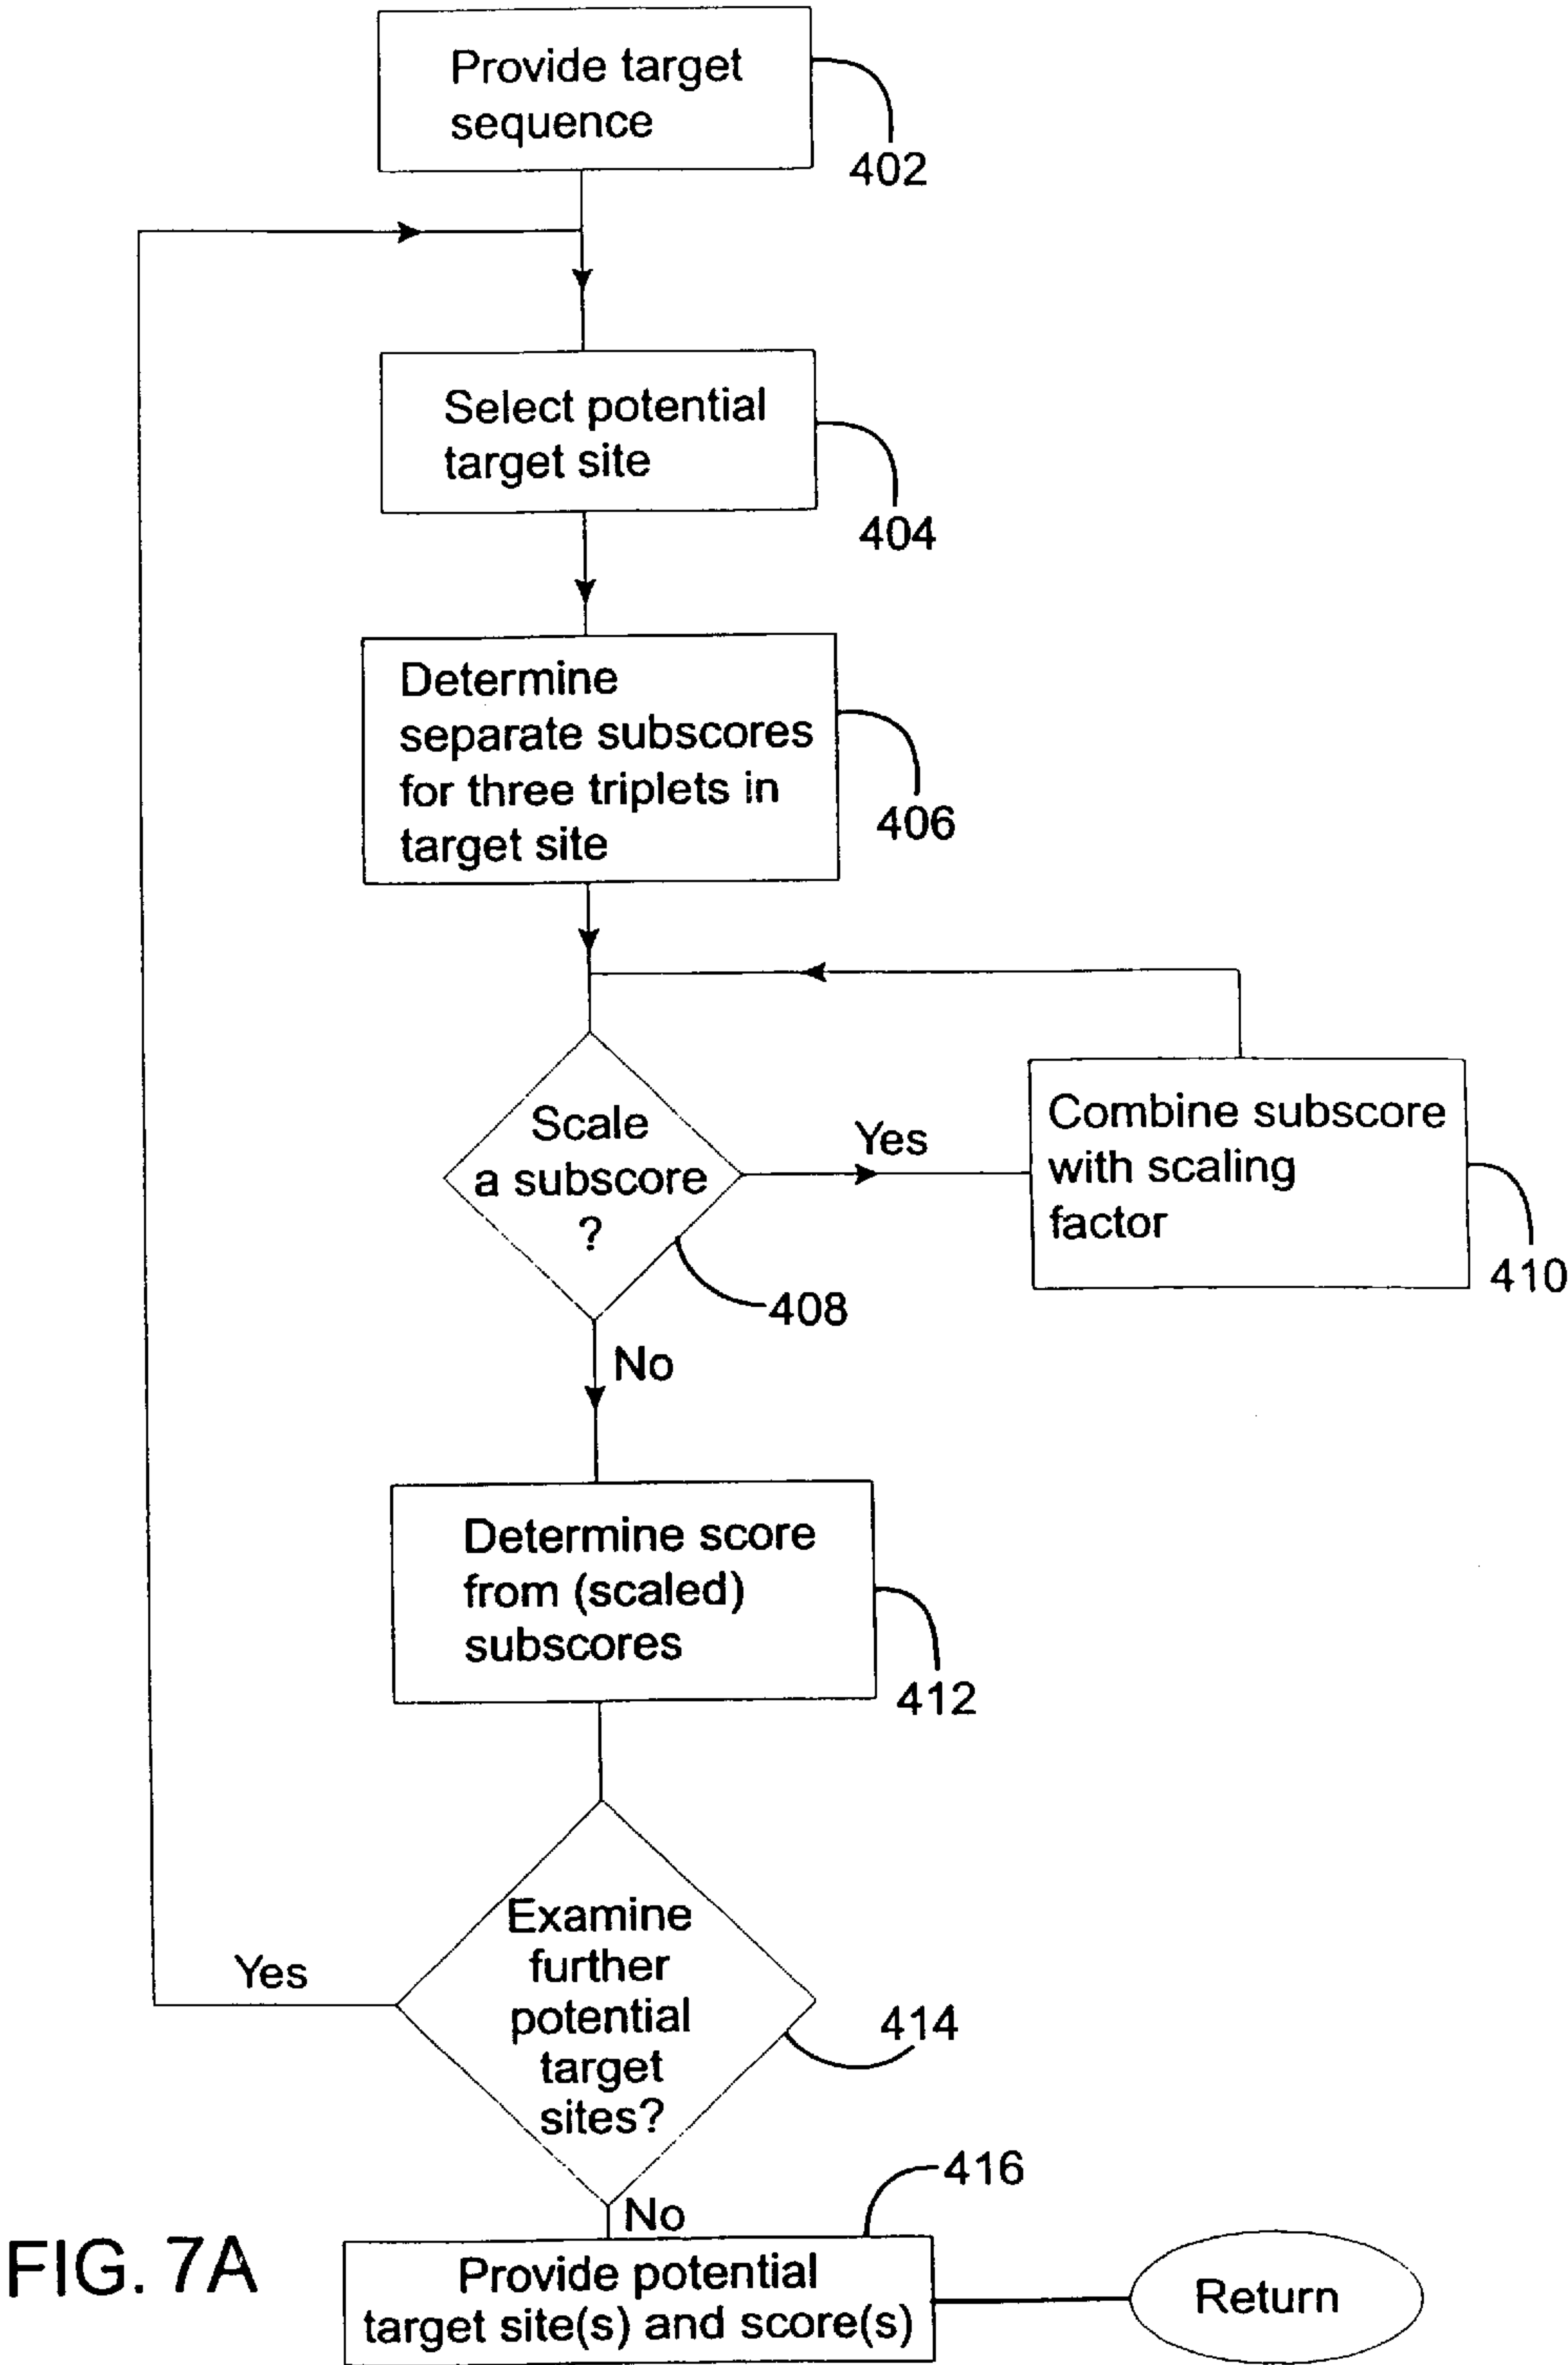 Provide target
sequence
402
Select potential
target site
404
Determine
separate subscores
for three triplets in
target site
406
Scale
a subscore
?
408
Yes
Combine subscore
with scaling
factor
410
No
Determine score
from (scaled)
subscores
412
Examine
further
potential
target
sites?
414
Yes
No
416
Provide potential
target site(s) and score(s)
Return
FIG. 7A